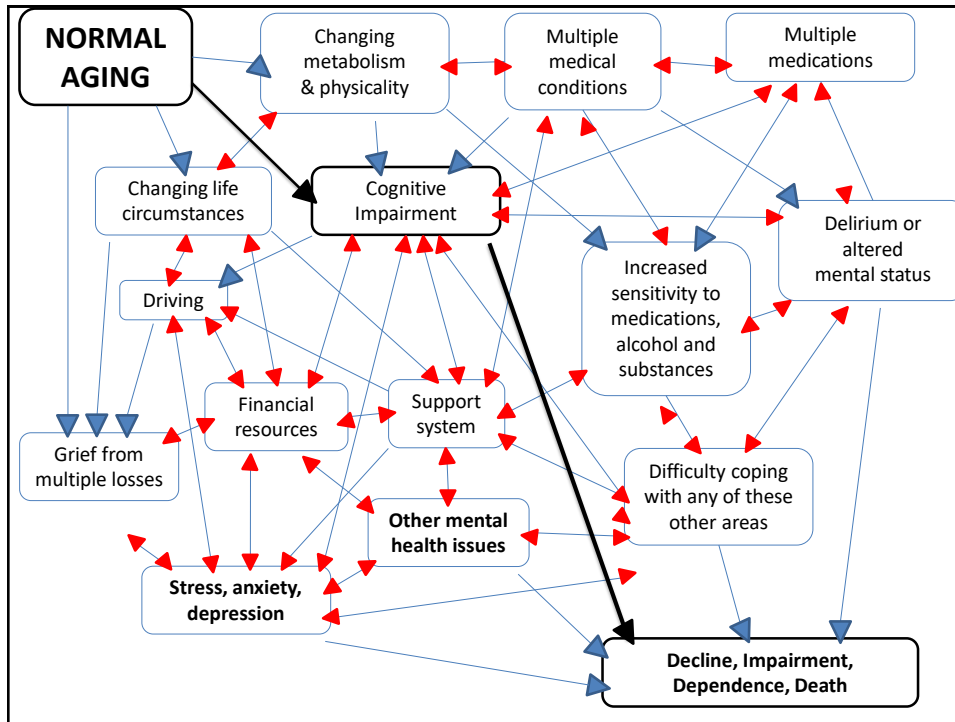 NORMAL
AGING
Changing
metabolism
& physicality
Multiple
medical
conditions
Multiple
medications
Changing life
circumstances
Cognitive
Impairment
Delirium or
altered
mental status
Driving
Increased
sensitivity to
medications,
alcohol and
substances
Financial
resources
Support
system
Grief from
multiple losses
Difficulty coping
with any of these
other areas
Other mental
health issues
Stress, anxiety,
depression
Decline, Impairment,
Dependence, Death